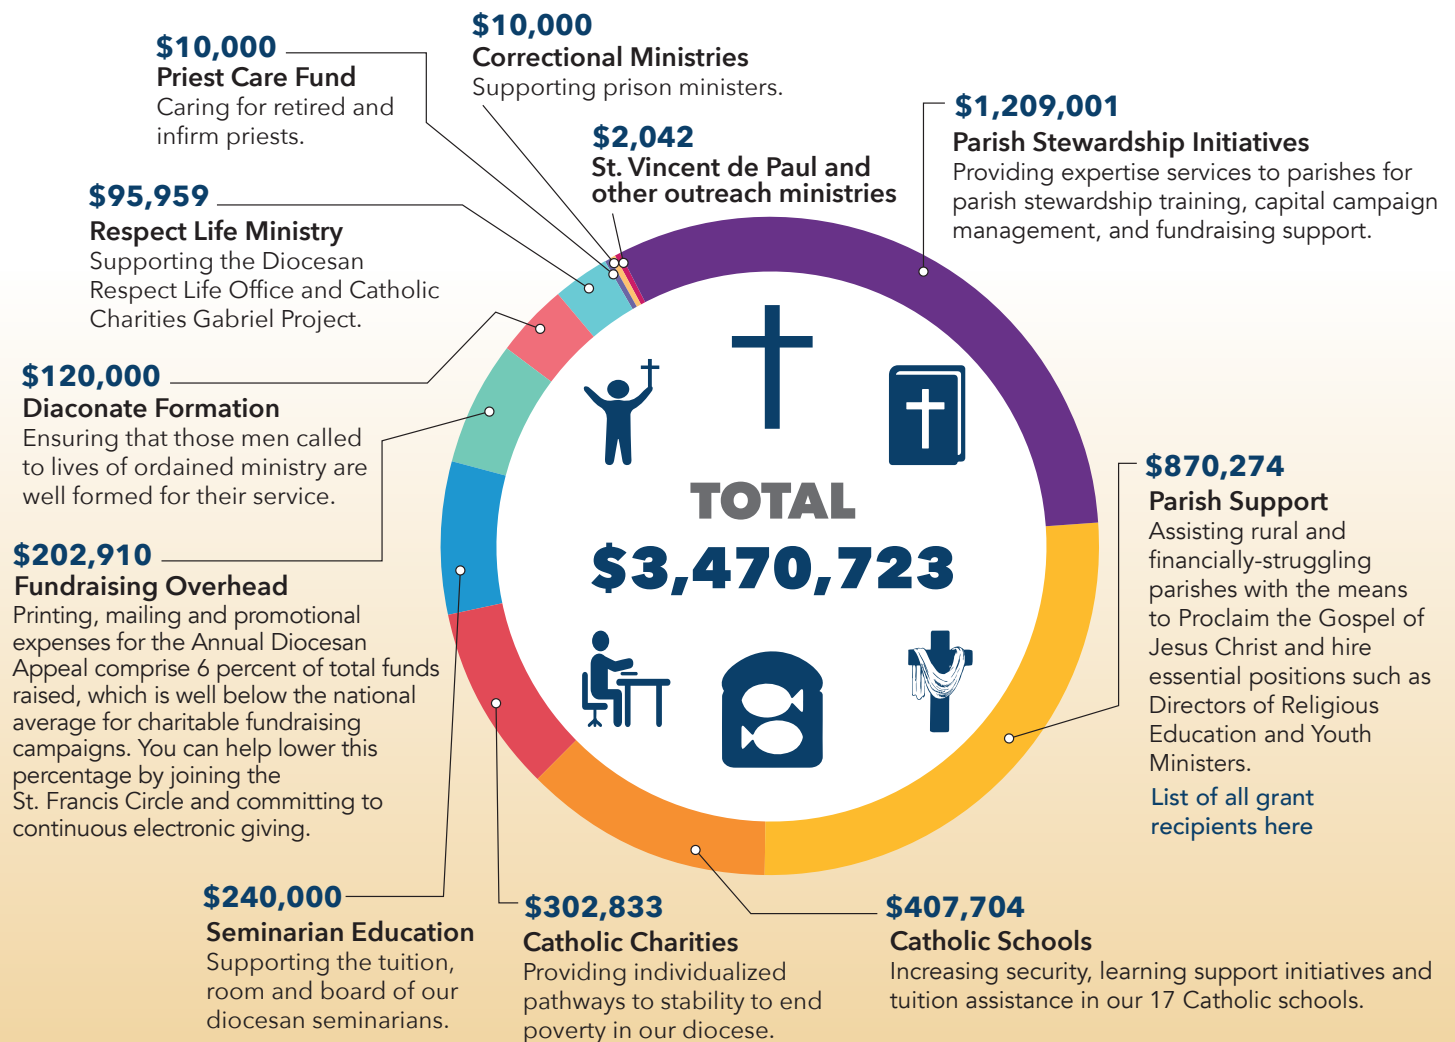 $10,000
Priest Care Fund
Caring for retired and
infirm priests.
$10,000
Correctional Ministries
Supporting prison ministers.
$2,042
St. Vincent de Paul and
other outreach ministries
$1,209,001
Parish Stewardship Initiatives
Providing expertise services to parishes for
parish stewardship training, capital campaign
management, and fundraising support.
$95,959
Respect Life Ministry
Supporting the Diocesan
Respect Life Office and Catholic
Charities Gabriel Project.
$120,000
Diaconate Formation
Ensuring that those men called
to lives of ordained ministry are
well formed for their service.
$202,910
Fundraising Overhead
Printing, mailing and promotional
expenses for the Annual Diocesan
Appeal comprise 6 percent of total funds
raised, which is well below the national
average for charitable fundraising
campaigns. You can help lower this
percentage by joining the
St. Francis Circle and committing to
continuous electronic giving.
TOTAL
$3,470,723
$870,274
Parish Support
Assisting rural and
financially-struggling
parishes with the means
to Proclaim the Gospel of
Jesus Christ and hire
essential positions such as
Directors of Religious
Education and Youth
Ministers.
List of all grant
recipients here
$240,000
Seminarian Education
Supporting the tuition,
room and board of our
diocesan seminarians.
$302,833
Catholic Charities
Providing individualized
pathways to stability to end
poverty in our diocese.
$407,704
Catholic Schools
Increasing security, learning support initiatives and
tuition assistance in our 17 Catholic schools.